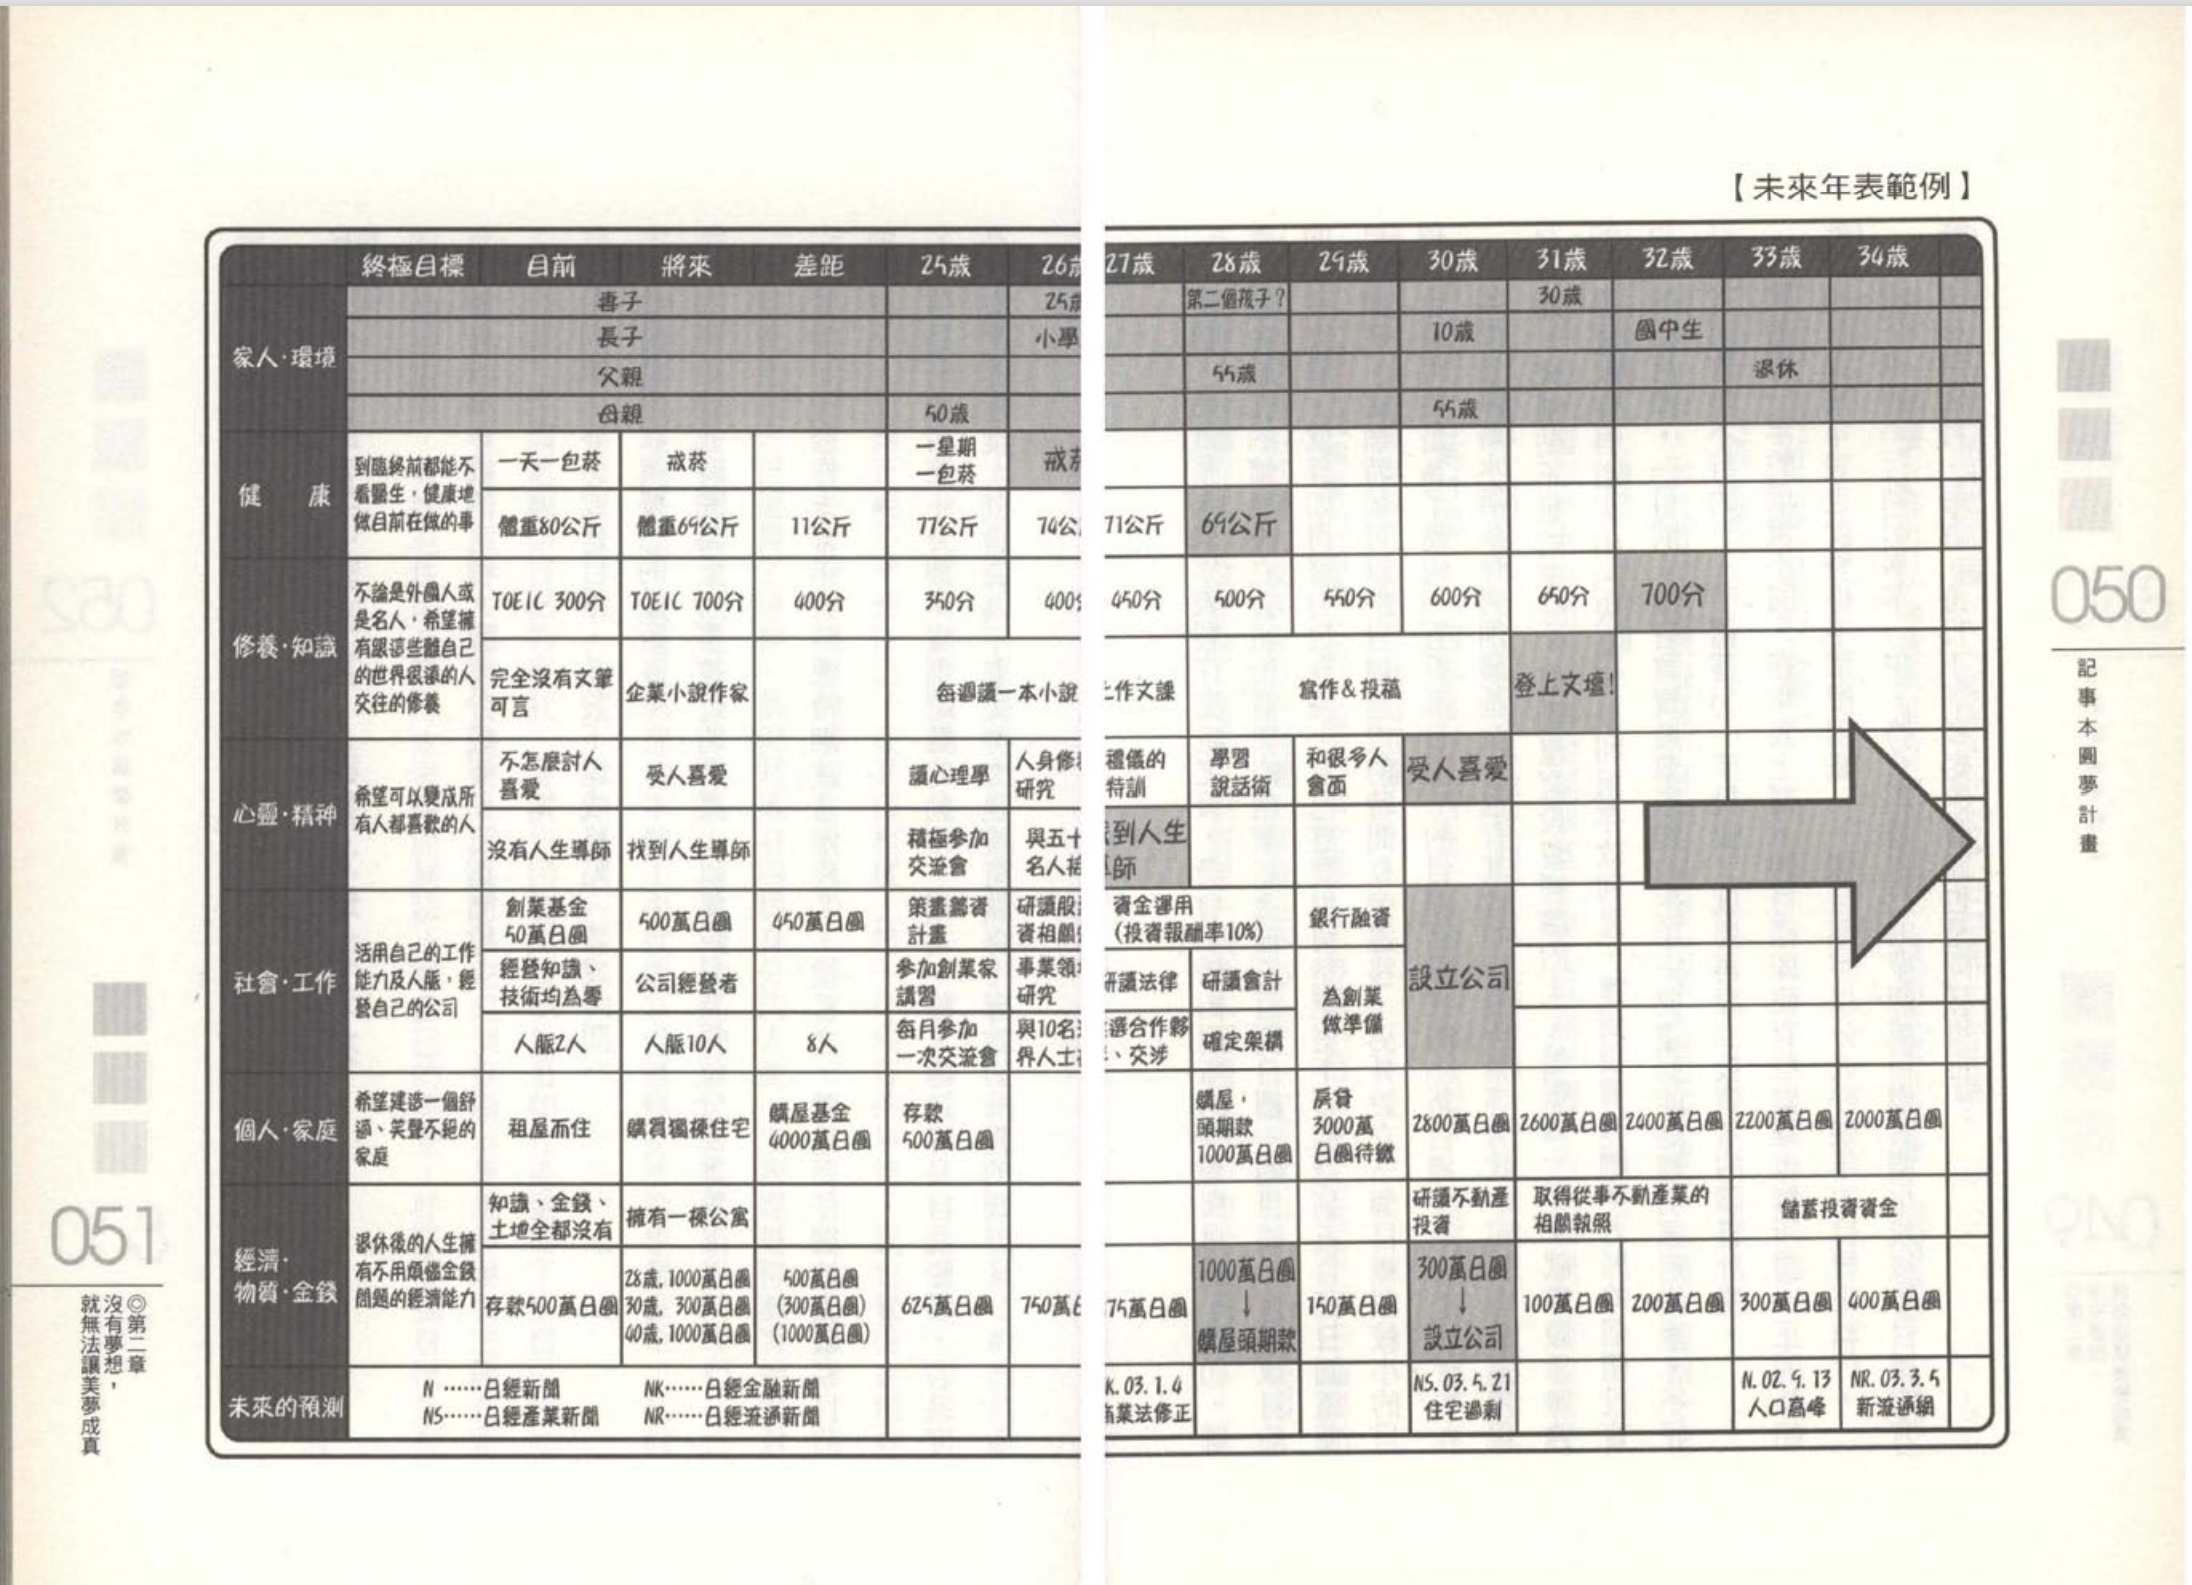 【未來年表範例】
終極目標 目前 將來 差距 25歲 26歲 27歲 28歲 29歲 30歲 31歲 32歲 33歲 34歲
家人·環境
妻子 25歲 第二個孩子? 30歲
長子 小學 10歲 國中生
父親 55歲 退休
母親 50歲 55歲
健 康
到臨終前都能不
看醫生,健康地
做目前在做的事
一天一包菸 戒菸
一星期
一包菸
戒菸
體重80公斤 體重69公斤 11公斤 77公斤 74公 71公斤 69公斤
修養·知識
不論是外國人或
是名人,希望擁
有跟這些離自己
的世界很遠的人
交往的修養
TOEIC 300分 TOEIC 700分 400分 350分 400分 450分 500分 550分 600分 650分 700分
完全沒有文筆
可言
企業小說作家
每週讀一本小說
上作文課
寫作&投稿
登上文壇!
心靈·精神
希望可以變成所
有人都喜歡的人
不怎麼討人
喜愛
受人喜愛
讀心理學
人身修
研究
禮儀的
特訓
學習
說話術
和很多人
會面
受人喜愛
沒有人生導師
找到人生導師
積極參加
交流會
與五十
名人
到人生
師
社會·工作
活用自己的工作
能力及人脈,經
營自己的公司
創業基金
50萬日圓
500萬日圓
450萬日圓
策畫籌資
計畫
研讀股
資相關
資金運用
(投資報酬率10%)
銀行融資
設立公司
經營知識、
技術均為零
公司經營者
參加創業家
講習
事業領
研究
研讀法律
研讀會計
為創業
做準備
人脈2人
人脈10人
8人
每月參加
一次交流會
與10名
界人士
選合作夥
、交涉
確定架構
個人·家庭
希望建造一個舒
適、笑聲不絕的
家庭
租屋而住
購買獨棟住宅
購屋基金
4000萬日圓
存款
500萬日圓
購屋,
頭期款
1000萬日圓
房貸
3000萬
日圓待繳
2800萬日圓 2600萬日圓 2400萬日圓 2200萬日圓 2000萬日圓
經濟·
物質·金錢
退休後的人生擁
有不用煩惱金錢
問題的經濟能力
知識、金錢、
土地全都沒有
擁有一棟公寓
研讀不動產
投資
取得從事不動產業的
相關執照
儲蓄投資資金
存款500萬日圓
28歲,1000萬日圓
30歲, 300萬日圓
40歲,1000萬日圓
500萬日圓
(300萬日圓)
(1000萬日圓)
625萬日圓
750萬日
75萬日圓
1000萬日圓
↓
購屋頭期款
150萬日圓
300萬日圓
↓
設立公司
100萬日圓 200萬日圓 300萬日圓 400萬日圓
未來的預測
N ……日經新聞 NK……日經金融新聞
NS……日經產業新聞 NR……日經流通新聞
K. 03. 1. 4
商業法修正
NS. 03. 5. 21
住宅過剩
N. 02. 9. 13
人口高峰
NR. 03. 3. 5
新流通網
050
記事本圓夢計畫
051
◎第二章
沒有夢想,
就無法讓美夢成真